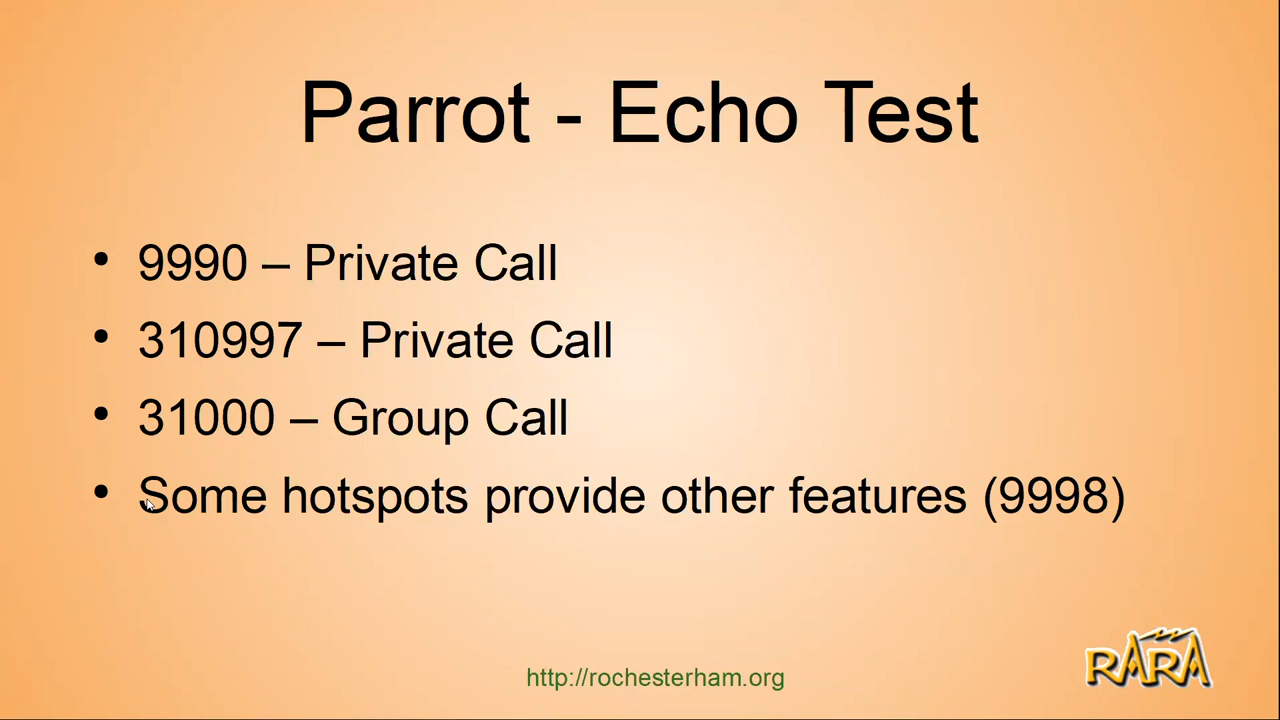 Parrot - Echo Test
• 9990 – Private Call
• 310997 – Private Call
• 31000 – Group Call
• Some hotspots provide other features (9998)
http://rochesterham.org
RARA